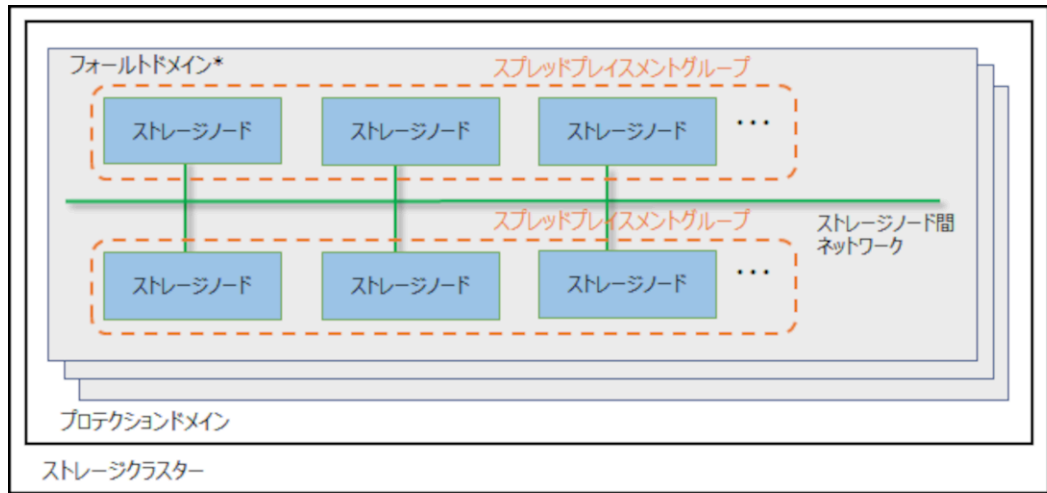 フォールトドメイン*
スプレッドプレイスメントグループ
ストレージノード
ストレージノード
ストレージノード
・・・
スプレッドプレイスメントグループ
ストレージノード間
ネットワーク
ストレージノード
ストレージノード
ストレージノード
・・・
プロテクションドメイン
ストレージクラスター